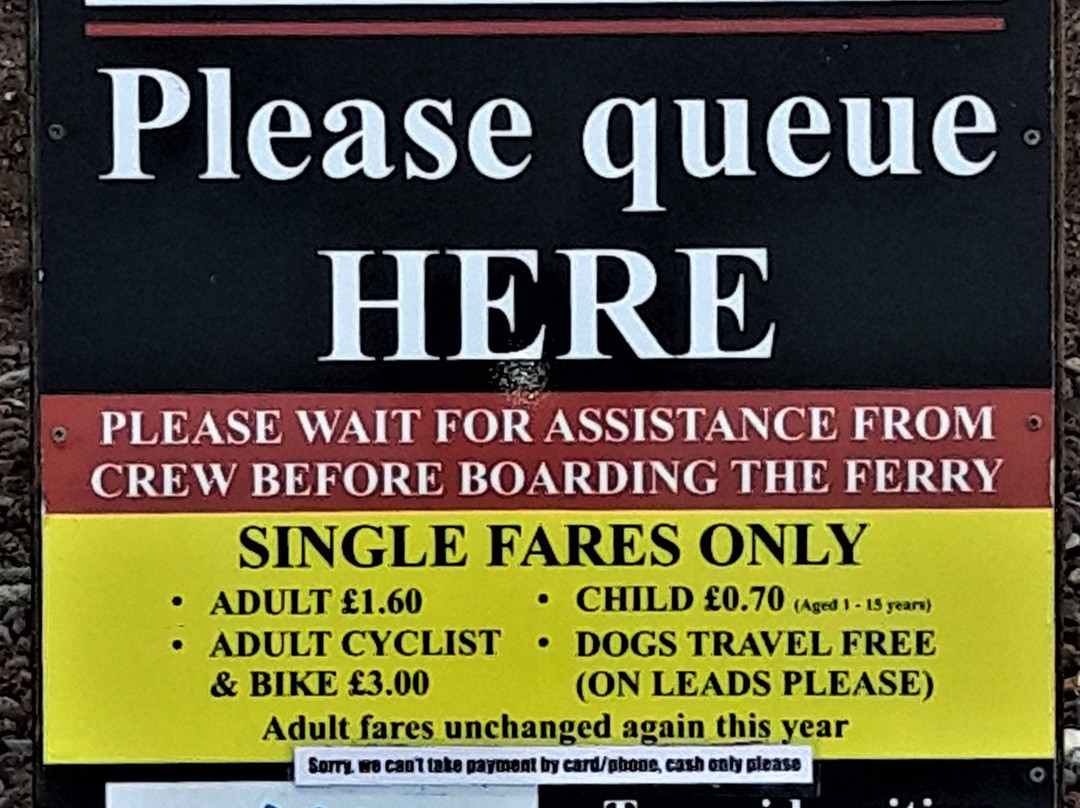 Please queue
HERE
PLEASE WAIT FOR ASSISTANCE FROM
CREW BEFORE BOARDING THE FERRY
SINGLE FARES ONLY
• ADULT £1.60
• ADULT CYCLIST
& BIKE £3.00
• CHILD £0.70 (Aged 1 - 15 years)
• DOGS TRAVEL FREE
(ON LEADS PLEASE)
Adult fares unchanged again this year
Sorry, we can't take payment by card/phone, cash only please